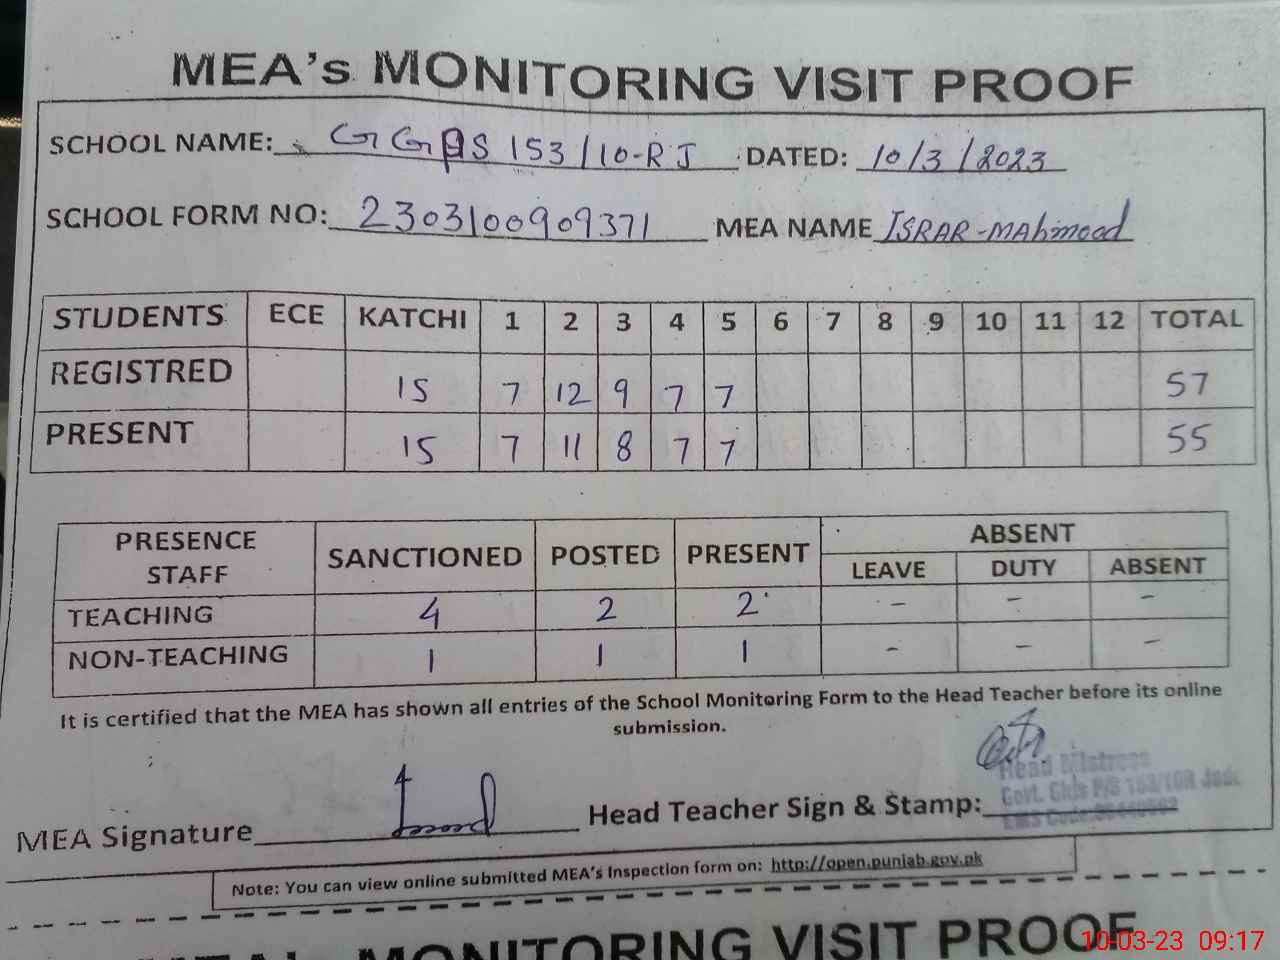 MEA's MONITORING VISIT PROOF
SCHOOL NAME: GGPS 153/10-R J DATED: 10/3/2023
SCHOOL FORM NO: 2303100909371 MEA NAME ISRAR-MAhmood
STUDENTS ECE KATCHI 1 2 3 4 5 6 7 8 9 10 11 12 TOTAL
REGISTRED 15 7 12 9 7 7 57
PRESENT 15 7 11 8 7 7 55
PRESENCE STAFF SANCTIONED POSTED PRESENT ABSENT
LEAVE DUTY ABSENT
TEACHING 4 2 2 - - -
NON-TEACHING 1 1 1 - - -
It is certified that the MEA has shown all entries of the School Monitoring Form to the Head Teacher before its online
submission.
Head Mistress
Govt. Girls P/S 153/10R
MEA Signature Head Teacher Sign & Stamp:
Note: You can view online submitted MEA's Inspection form on: http://open.punjab.gov.pk
MEA's MONITORING VISIT PROOF
10-03-23 09:17